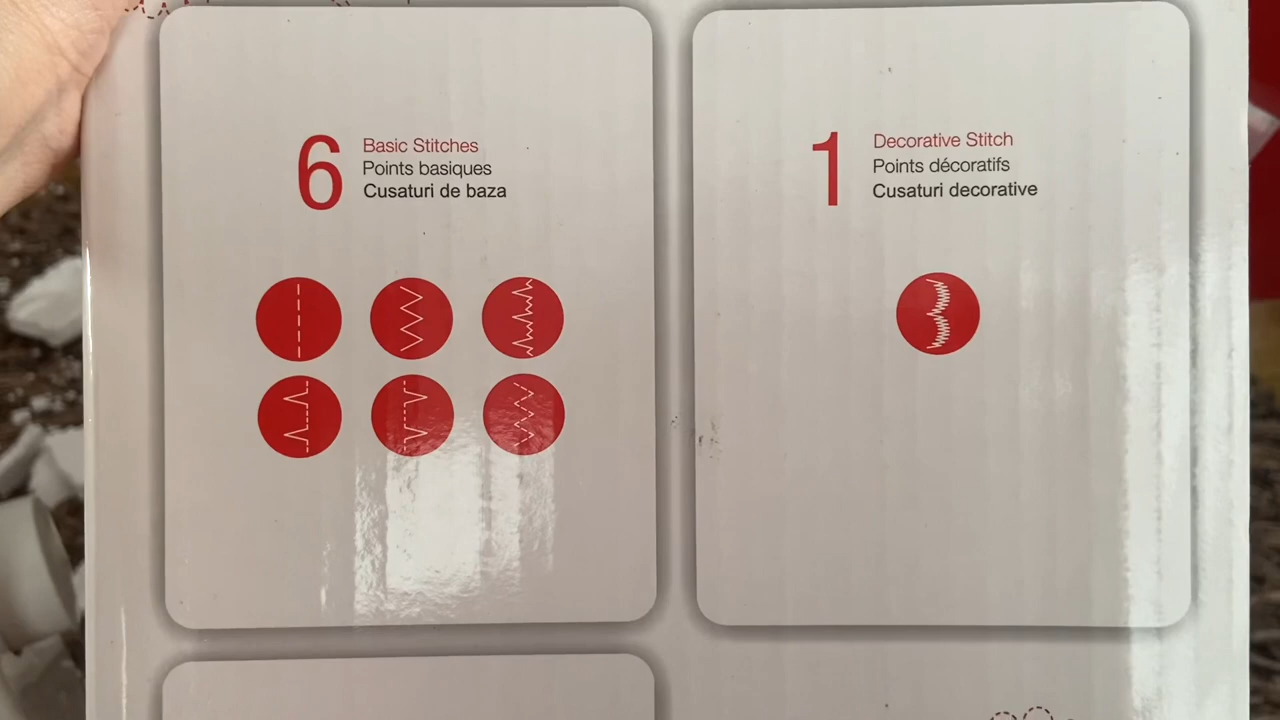 6
Basic Stitches
Points basiques
Cusaturi de baza
1
Decorative Stitch
Points décoratifs
Cusaturi decorative